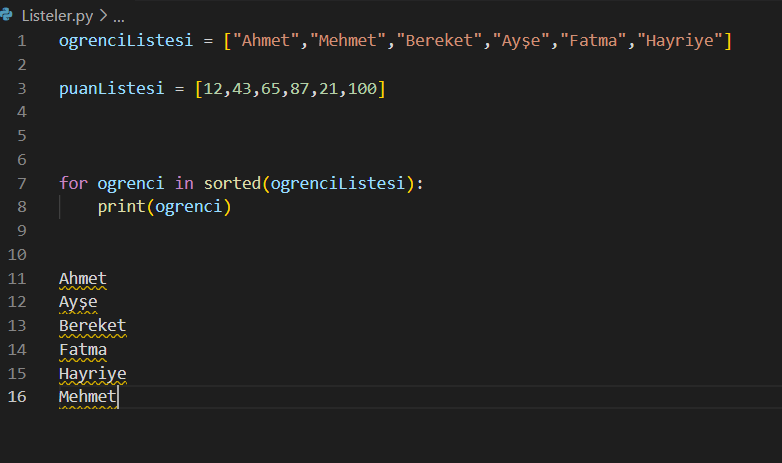 Listeler.py > ...
1 ogrenciListesi = ["Ahmet","Mehmet","Bereket","Ayşe","Fatma","Hayriye"]
2
3 puanListesi = [12,43,65,87,21,100]
4
5
6
7 for ogrenci in sorted(ogrenciListesi):
8     print(ogrenci)
9
10
11 Ahmet
12 Ayşe
13 Bereket
14 Fatma
15 Hayriye
16 Mehmet